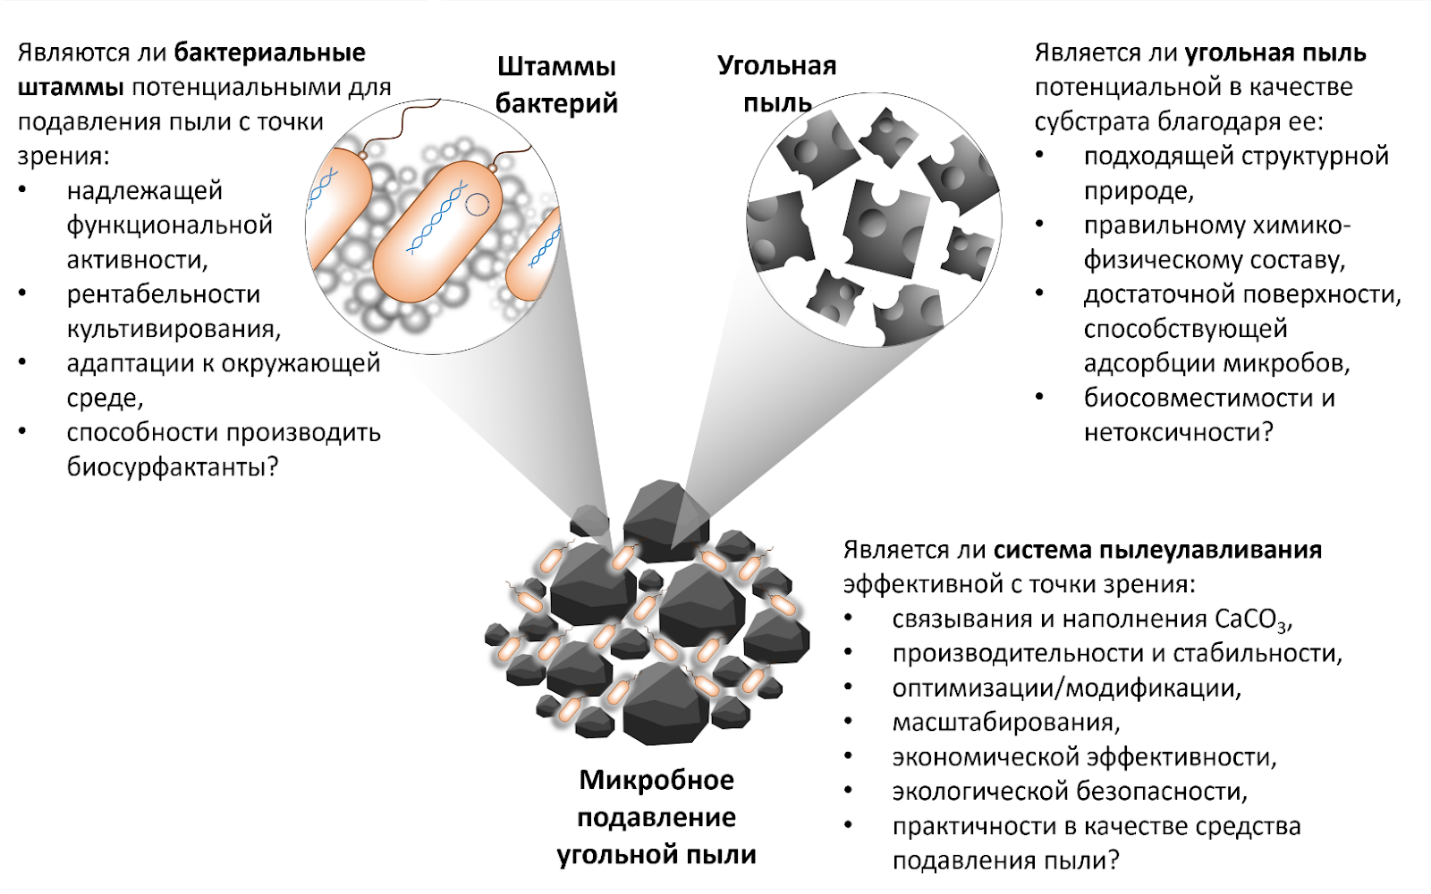 Являются ли бактериальные
штаммы потенциальными для
подавления пыли с точки
зрения:
• надлежащей
функциональной
активности,
• рентабельности
культивирования,
• адаптации к окружающей
среде,
• способности производить
биосурфактанты?
Штаммы
бактерий
Угольная
пыль
Является ли угольная пыль
потенциальной в качестве
субстрата благодаря ее:
• подходящей структурной
природе,
• правильному химико-
физическому составу,
• достаточной поверхности,
способствующей
адсорбции микробов,
• биосовместимости и
нетоксичности?
Является ли система пылеулавливания
эффективной с точки зрения:
• связывания и наполнения CaCO₃,
• производительности и стабильности,
• оптимизации/модификации,
• масштабирования,
• экономической эффективности,
• экологической безопасности,
• практичности в качестве средства
подавления пыли?
Микробное
подавление
угольной пыли